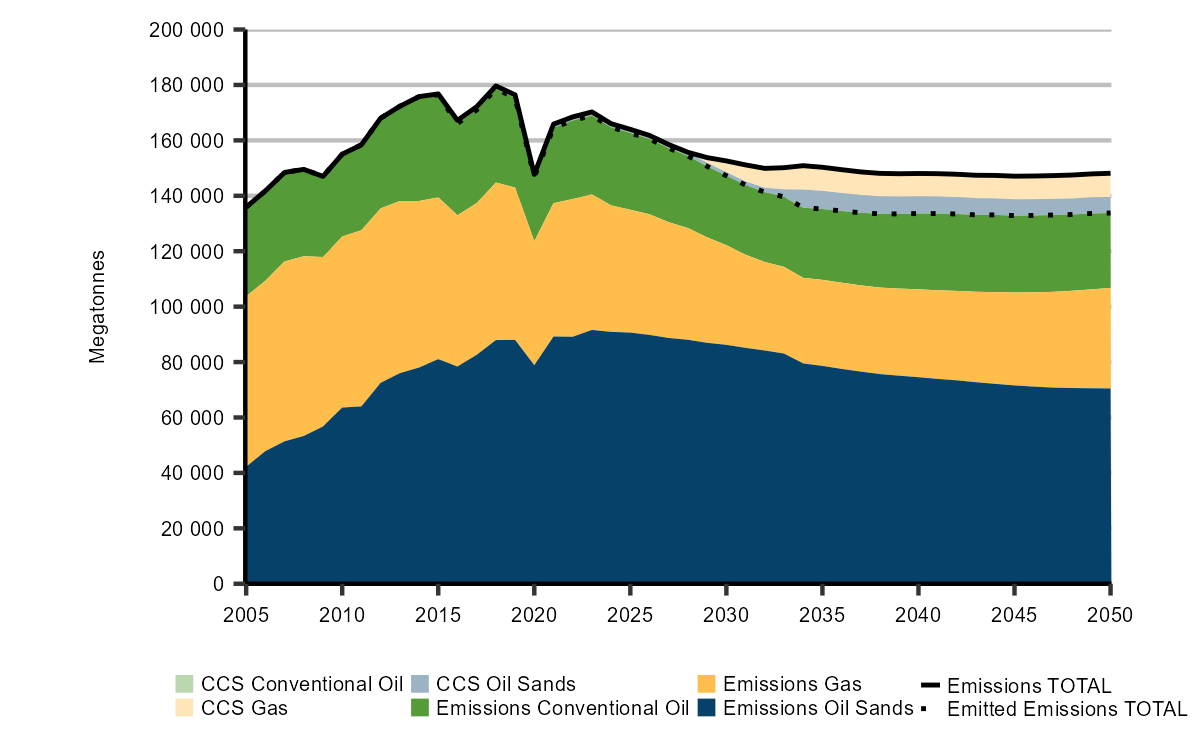 200 000
180 000
160 000
140 000
120 000
100 000
80 000
60 000
40 000
20 000
0
Megatonnes
2005 2010 2015 2020 2025 2030 2035 2040 2045 2050
CCS Conventional Oil CCS Oil Sands Emissions Gas Emissions TOTAL
CCS Gas Emissions Conventional Oil Emissions Oil Sands Emitted Emissions TOTAL